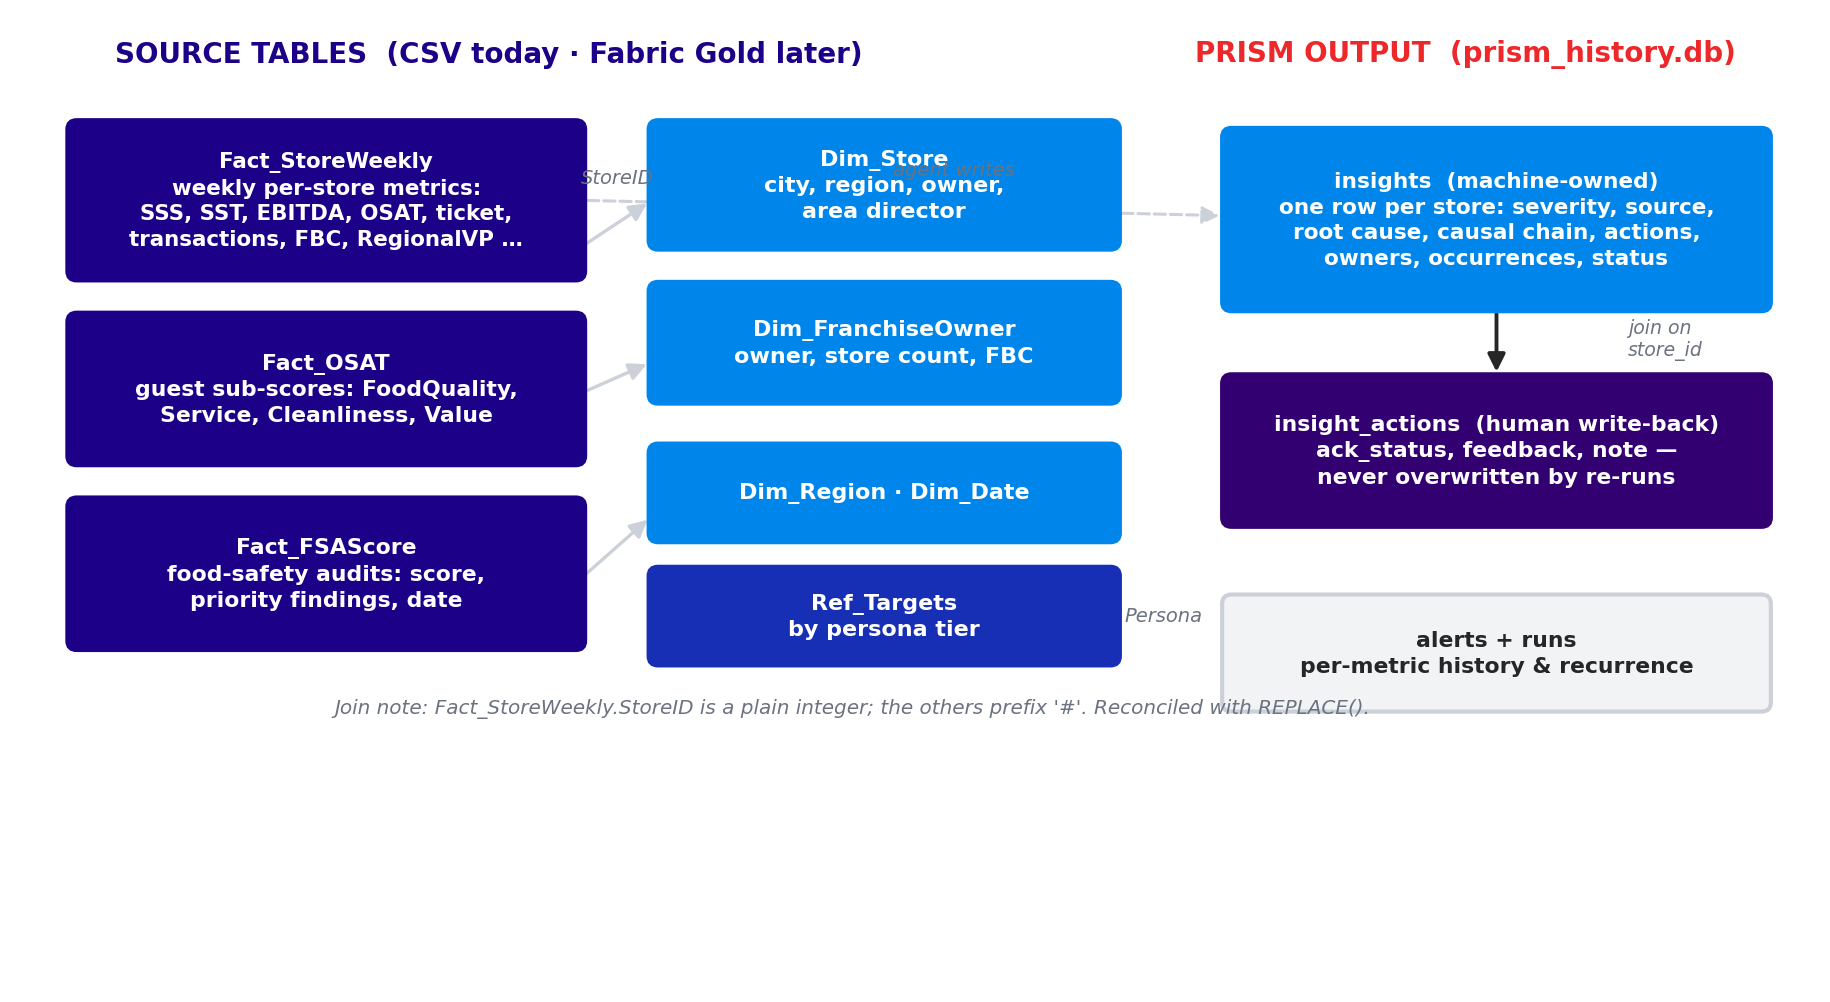 SOURCE TABLES (CSV today · Fabric Gold later)
PRISM OUTPUT (prism_history.db)
Fact_StoreWeekly
weekly per-store metrics:
SSS, SST, EBITDA, OSAT, ticket,
transactions, FBC, RegionalVP …
StoreID
Dim_Store
agent writes
city, region, owner,
area director
insights (machine-owned)
one row per store: severity, source,
root cause, causal chain, actions,
owners, occurrences, status
Fact_OSAT
guest sub-scores: FoodQuality,
Service, Cleanliness, Value
Dim_FranchiseOwner
owner, store count, FBC
join on
store_id
insight_actions (human write-back)
ack_status, feedback, note —
never overwritten by re-runs
Fact_FSAScore
food-safety audits: score,
priority findings, date
Dim_Region · Dim_Date
Ref_Targets
by persona tier
Persona
alerts + runs
per-metric history & recurrence
Join note: Fact_StoreWeekly.StoreID is a plain integer; the others prefix '#'. Reconciled with REPLACE().